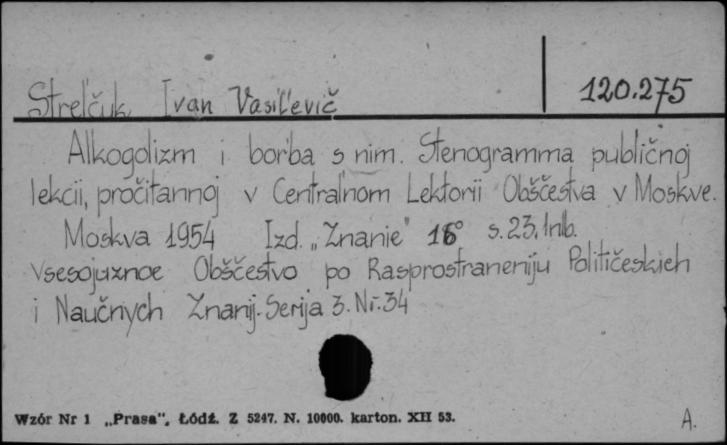 Strel'čuk, Ivan Vasil'evič 120.275
Alkogolizm i bor'ba s nim. Stenogramma publičnoj
lekcii, pročitannoj v Central'nom Lektorii Obščestva v Moskve.
Moskva 1954 Izd. „Znanie" 16° s. 23, 1nlb.
Vsesojuznoe Obščestvo po Rasprostraneniju Političeskich
i Naučnych Znanij. Serija 3. Nr. 34
Wzór Nr 1 „Prasa", Łódź. Z 5247. N. 10000. karton. XII 53. A.